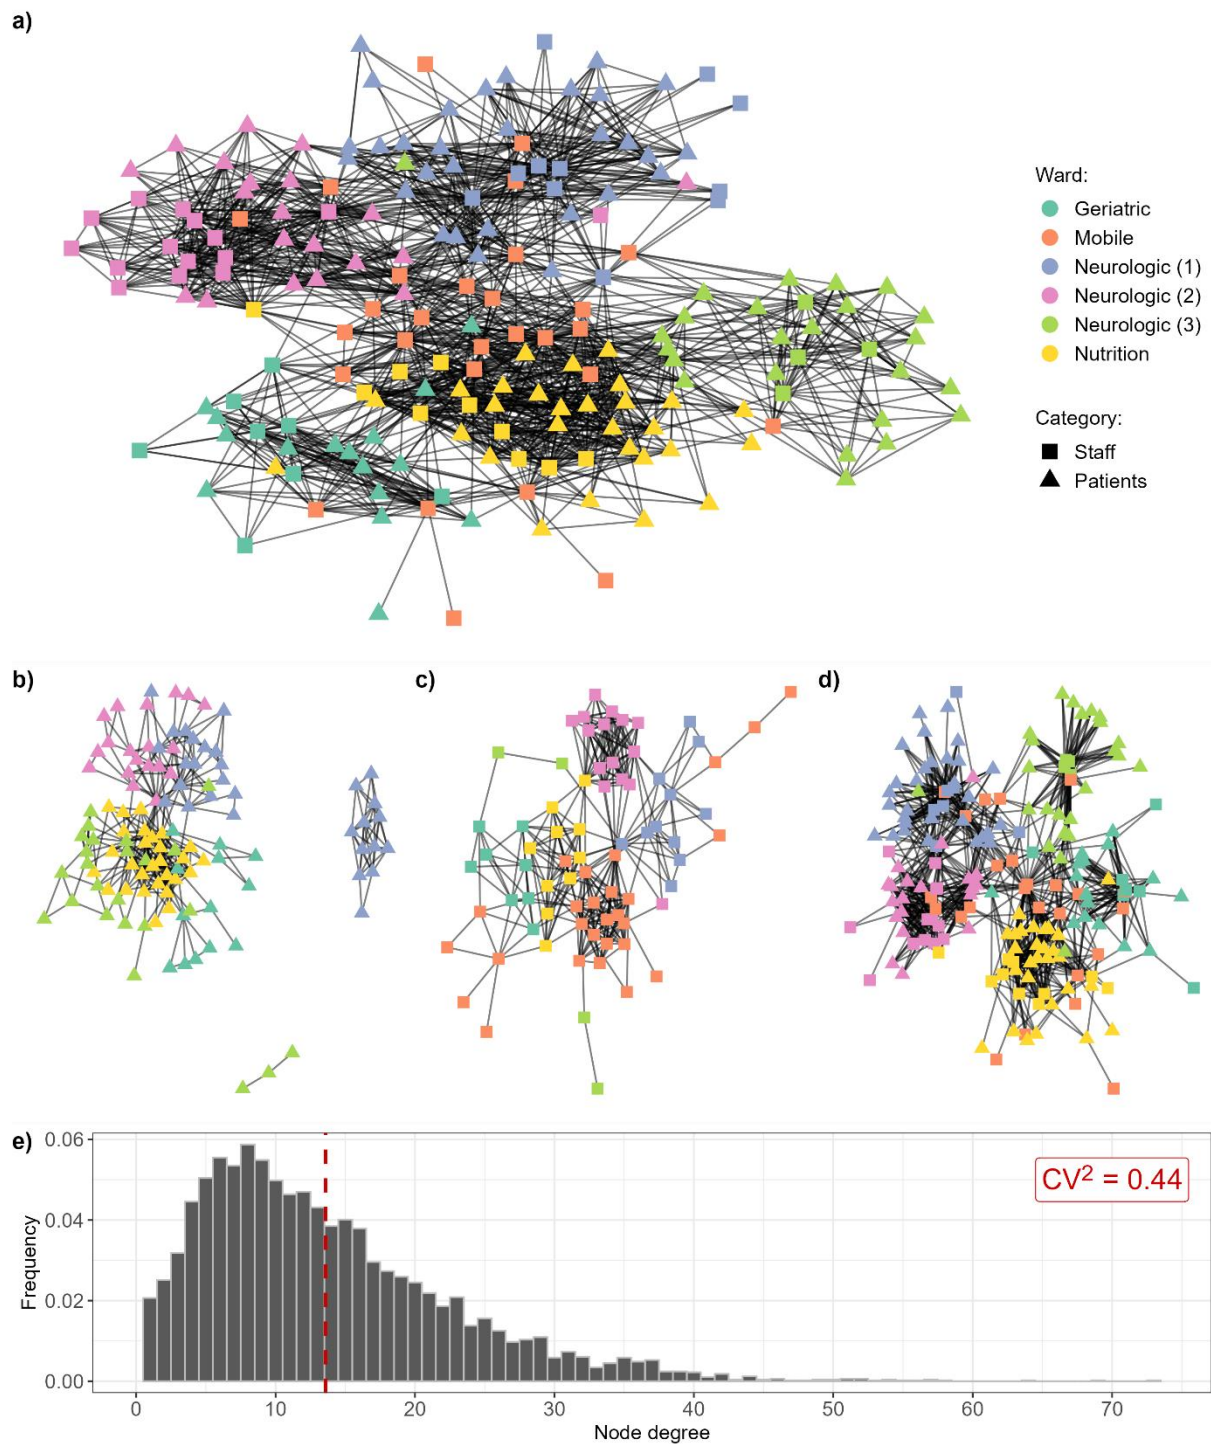 a)
Ward:
Geriatric
Mobile
Neurologic (1)
Neurologic (2)
Neurologic (3)
Nutrition
Category:
Staff
Patients
b)
c)
d)
e)
0.06
0.04
0.02
0.00
Frequency
CV² = 0.44
0 10 20 30 40 50 60 70
Node degree